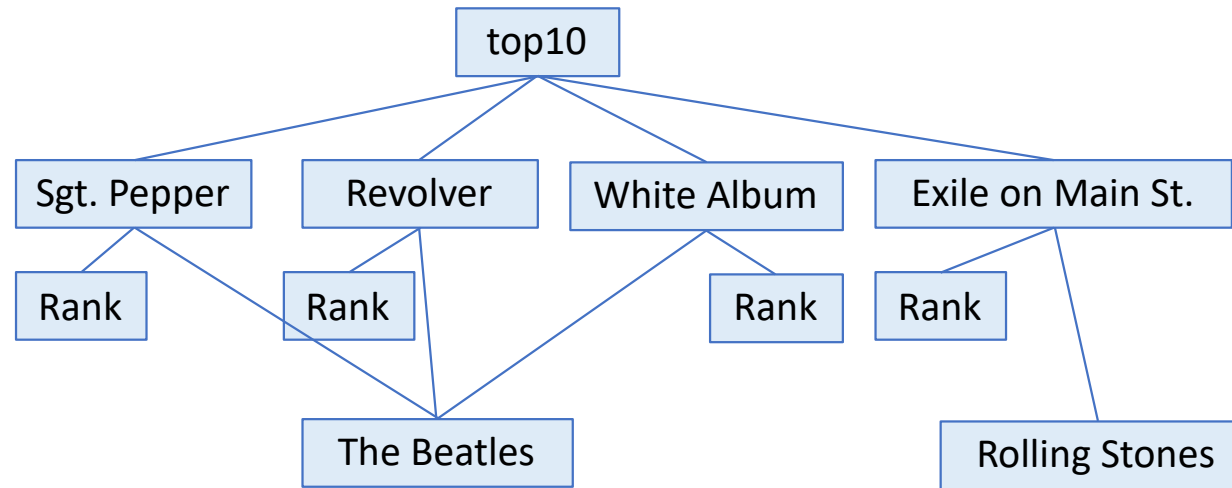 top10
Sgt. Pepper
Revolver
White Album
Exile on Main St.
Rank
Rank
Rank
Rank
The Beatles
Rolling Stones